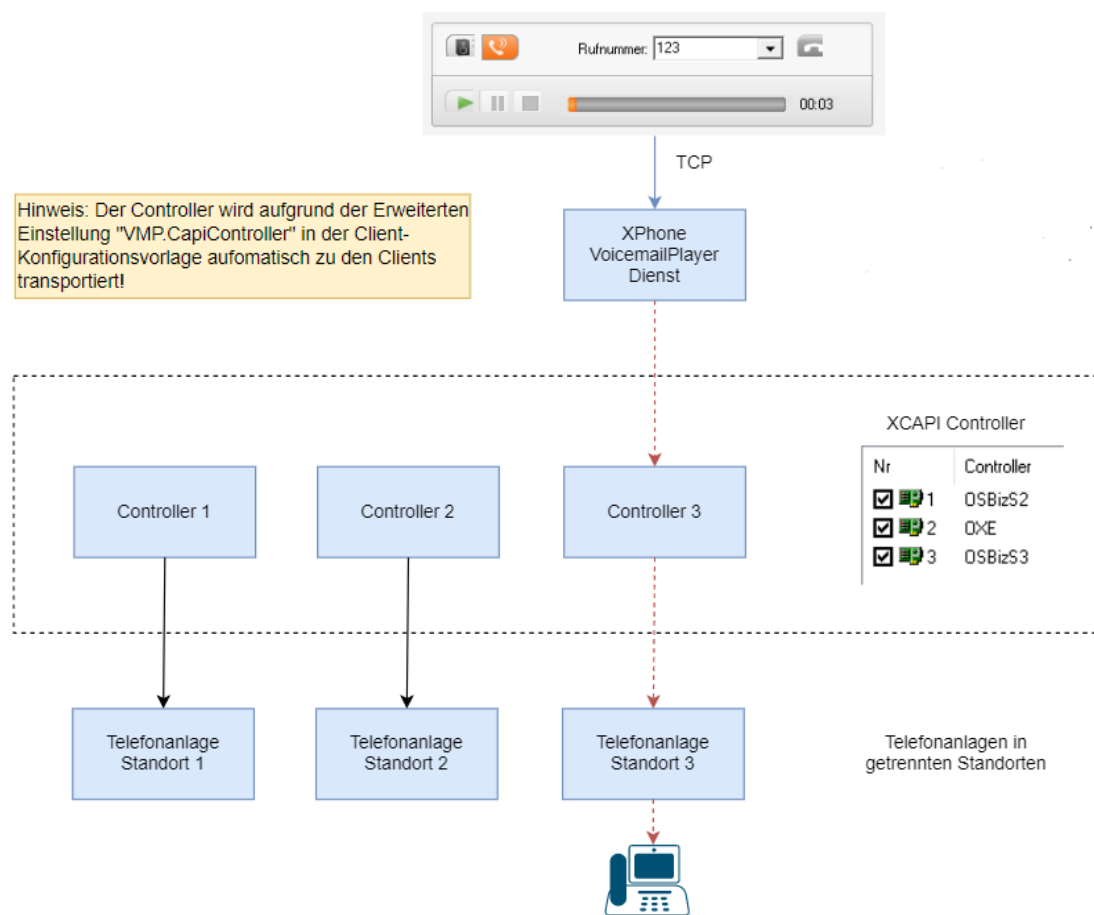 Rufnummer: 123
00:03
TCP
Hinweis: Der Controller wird aufgrund der Erweiterten
Einstellung "VMP.CapiController" in der Client-
Konfigurationsvorlage aufomatisch zu den Clients
transportiert!
XPhone
VoicemailPlayer
Dienst
XCAPI Controller
Nr Controller
1 OSBizS2
2 OXE
3 OSBizS3
Controller 1
Controller 2
Controller 3
Telefonanlage
Standort 1
Telefonanlage
Standort 2
Telefonanlage
Standort 3
Telefonanlagen in
getrennten Standorten